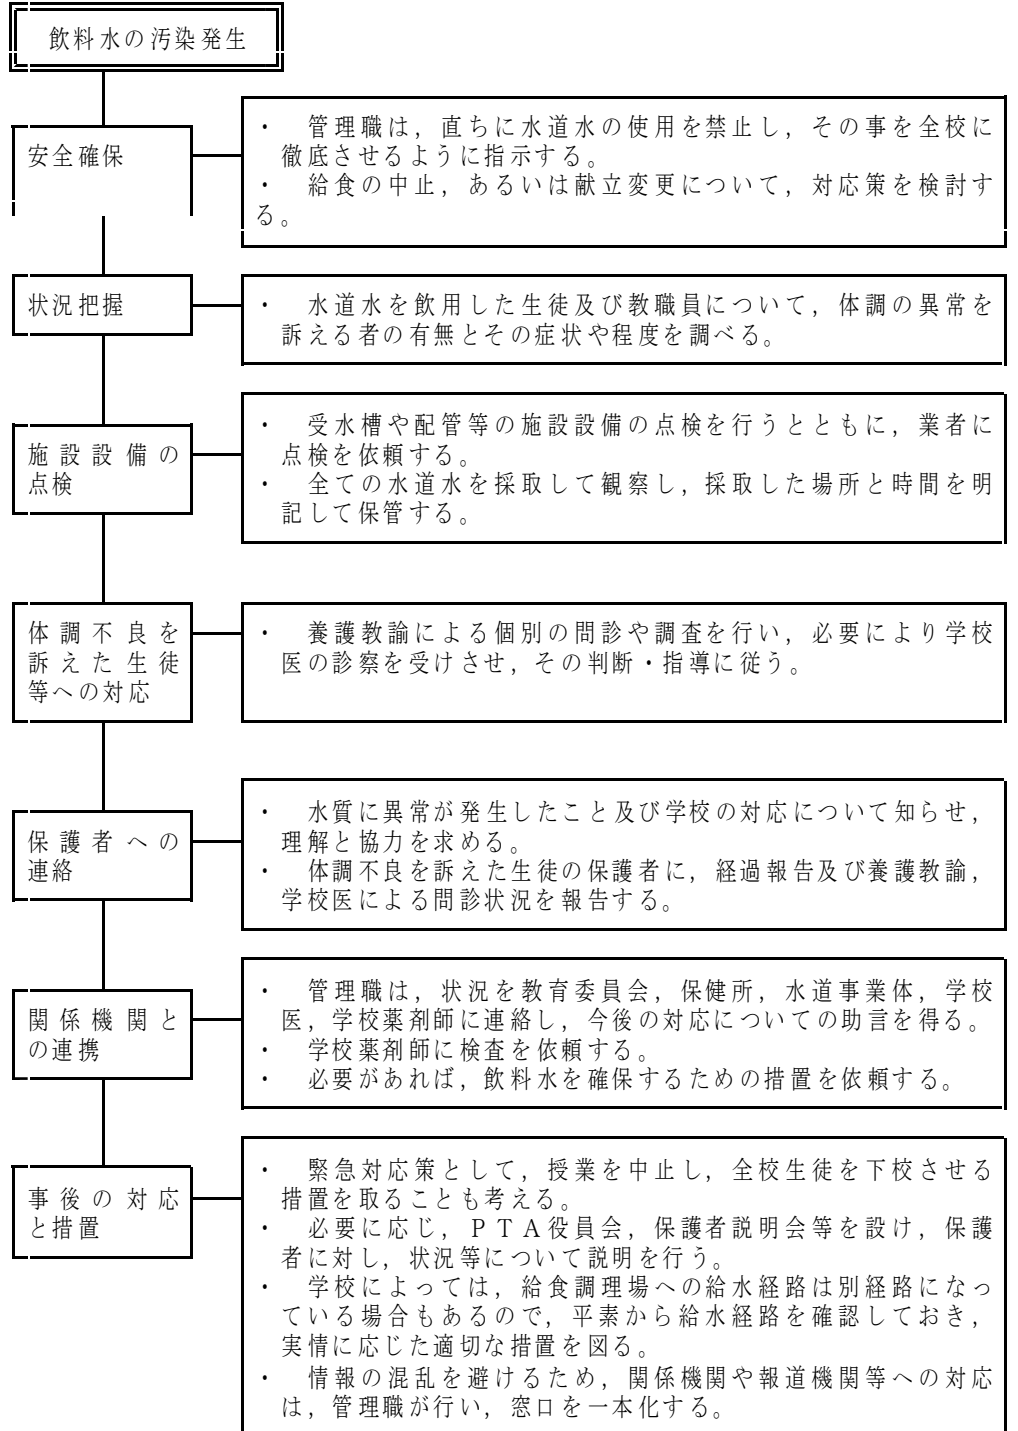 飲料水の汚染発生
安全確保
・　管理職は，直ちに水道水の使用を禁止し，その事を全校に
徹底させるように指示する。
・　給食の中止，あるいは献立変更について，対応策を検討す
る。
状況把握
・　水道水を飲用した生徒及び教職員について，体調の異常を
訴える者の有無とその症状や程度を調べる。
施設設備の
点検
・　受水槽や配管等の施設設備の点検を行うとともに，業者に
点検を依頼する。
・　全ての水道水を採取して観察し，採取した場所と時間を明
記して保管する。
体調不良を
訴えた生徒
等への対応
・　養護教諭による個別の問診や調査を行い，必要により学校
医の診察を受けさせ，その判断・指導に従う。
保護者への
連絡
・　水質に異常が発生したこと及び学校の対応について知らせ，
理解と協力を求める。
・　体調不良を訴えた生徒の保護者に，経過報告及び養護教諭，
学校医による問診状況を報告する。
関係機関と
の連携
・　管理職は，状況を教育委員会，保健所，水道事業体，学校
医，学校薬剤師に連絡し，今後の対応についての助言を得る。
・　学校薬剤師に検査を依頼する。
・　必要があれば，飲料水を確保するための措置を依頼する。
事後の対応
と措置
・　緊急対応策として，授業を中止し，全校生徒を下校させる
措置を取ることも考える。
・　必要に応じ，ＰＴＡ役員会，保護者説明会等を設け，保護
者に対し，状況等について説明を行う。
・　学校によっては，給食調理場への給水経路は別経路になっ
ている場合もあるので，平素から給水経路を確認しておき，
実情に応じた適切な措置を図る。
・　情報の混乱を避けるため，関係機関や報道機関等への対応
は，管理職が行い，窓口を一本化する。